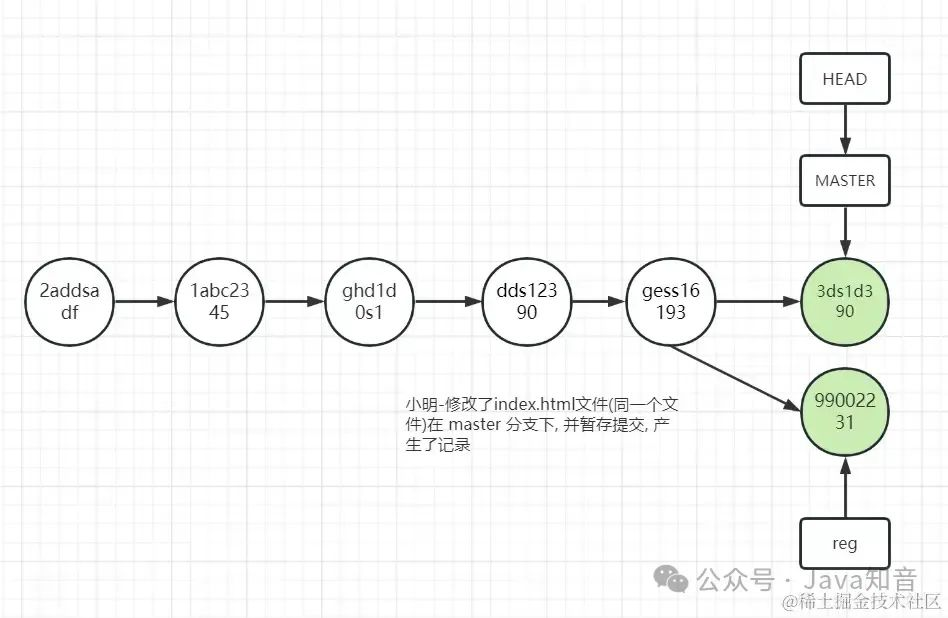 HEAD
MASTER
2addsa
df
1abc23
45
ghd1d
0s1
dds123
90
gess16
193
3ds1d3
90
990022
31
小明-修改了index.html文件(同一个文
件)在 master 分支下, 并暂存提交, 产
生了记录
reg
公众号 · Java知音
@稀土掘金技术社区